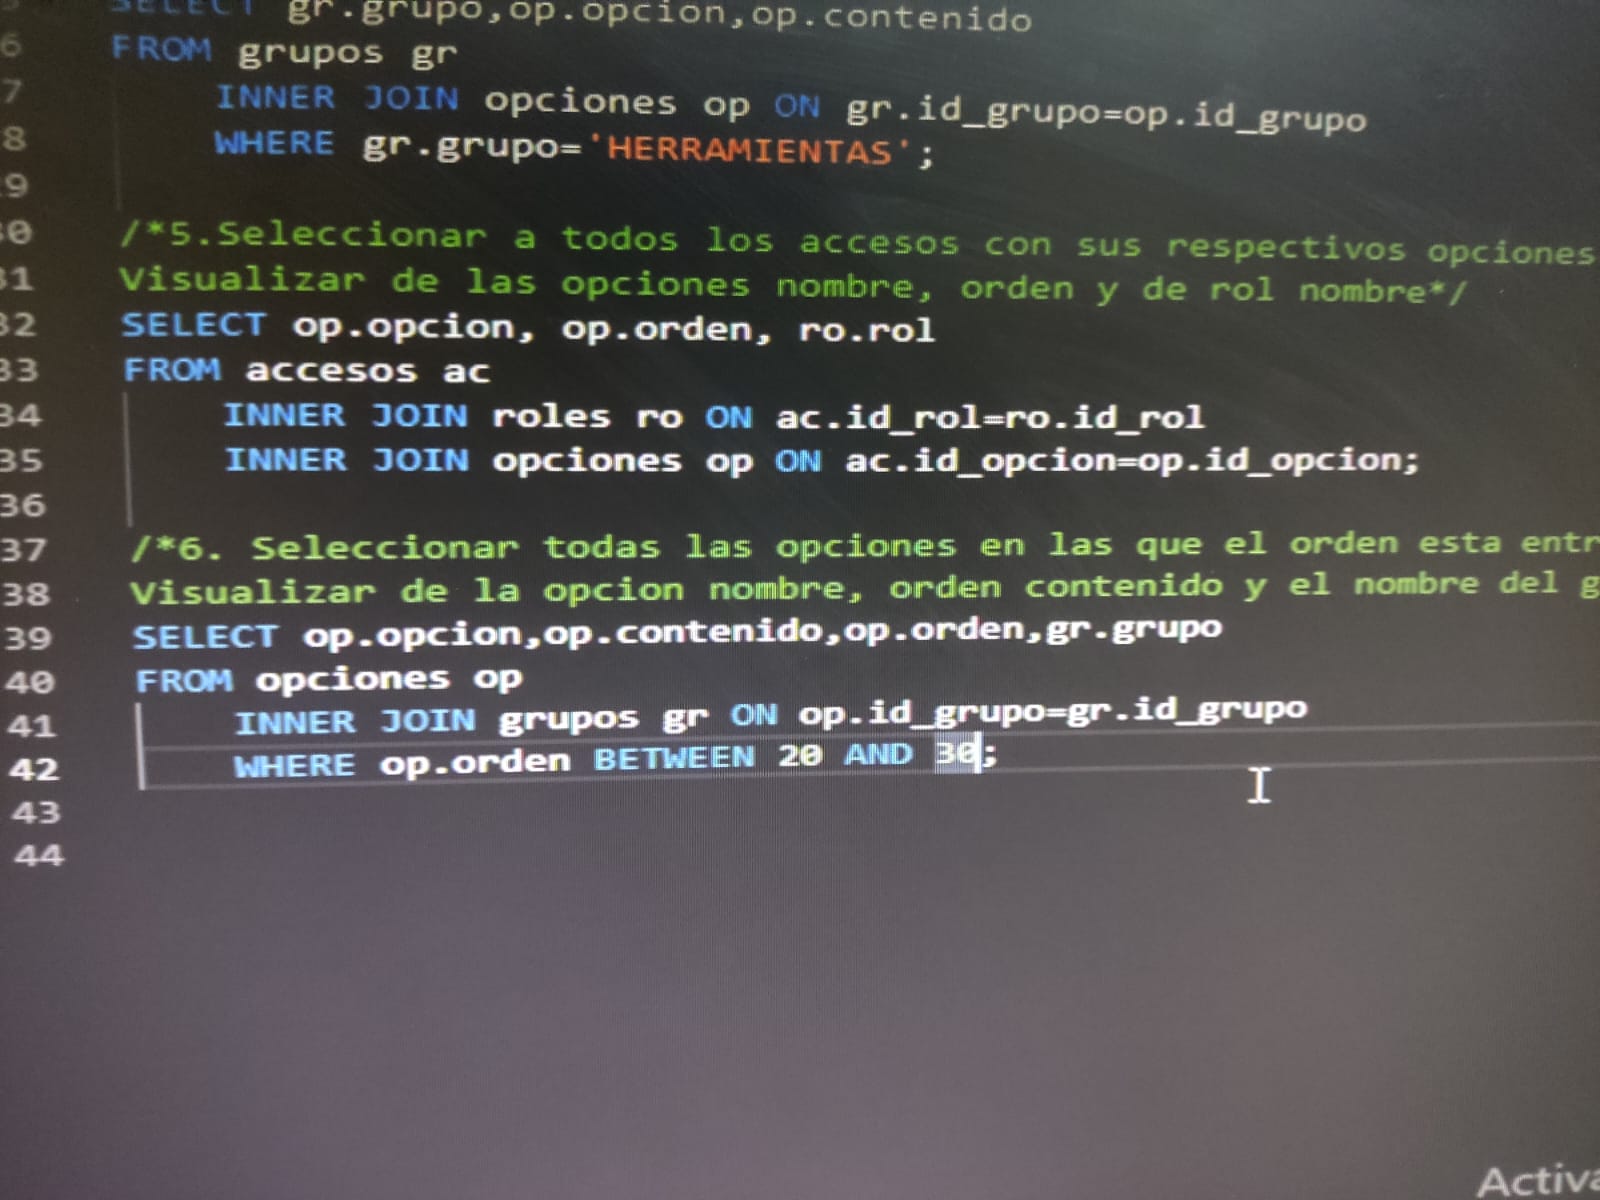 SELECT gr.grupo,op.opcion,op.contenido
6 FROM grupos gr
7 INNER JOIN opciones op ON gr.id_grupo=op.id_grupo
8 WHERE gr.grupo='HERRAMIENTAS';
9
30 /*5.Seleccionar a todos los accesos con sus respectivos opciones
31 Visualizar de las opciones nombre, orden y de rol nombre*/
32 SELECT op.opcion, op.orden, ro.rol
33 FROM accesos ac
34 INNER JOIN roles ro ON ac.id_rol=ro.id_rol
35 INNER JOIN opciones op ON ac.id_opcion=op.id_opcion;
36
37 /*6. Seleccionar todas las opciones en las que el orden esta entr
38 Visualizar de la opcion nombre, orden contenido y el nombre del g
39 SELECT op.opcion,op.contenido,op.orden,gr.grupo
40 FROM opciones op
41 INNER JOIN grupos gr ON op.id_grupo=gr.id_grupo
42 WHERE op.orden BETWEEN 20 AND 30;
43
44
Activa